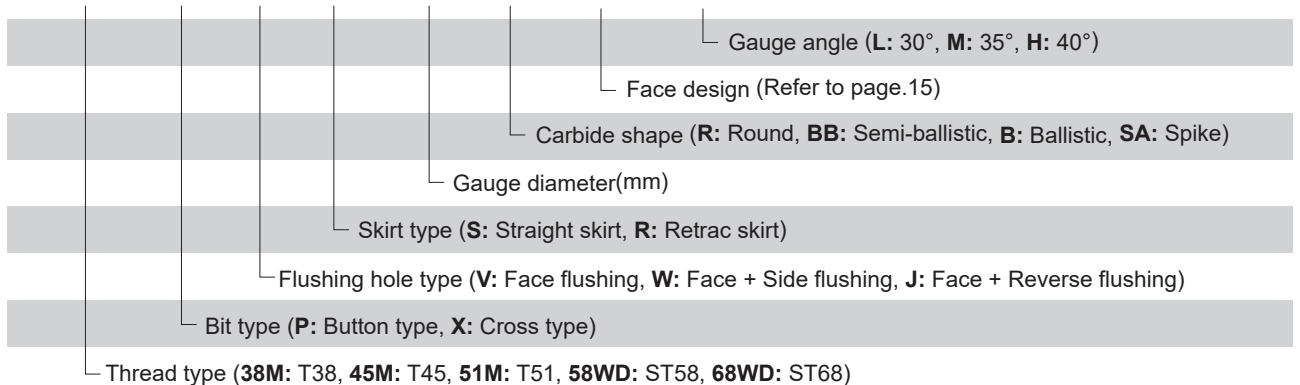 Gauge angle (L: 30°, M: 35°, H: 40°)
Face design (Refer to page.15)
Carbide shape (R: Round, BB: Semi-ballistic, B: Ballistic, SA: Spike)
Gauge diameter(mm)
Skirt type (S: Straight skirt, R: Retrac skirt)
Flushing hole type (V: Face flushing, W: Face + Side flushing, J: Face + Reverse flushing)
Bit type (P: Button type, X: Cross type)
Thread type (38M: T38, 45M: T45, 51M: T51, 58WD: ST58, 68WD: ST68)